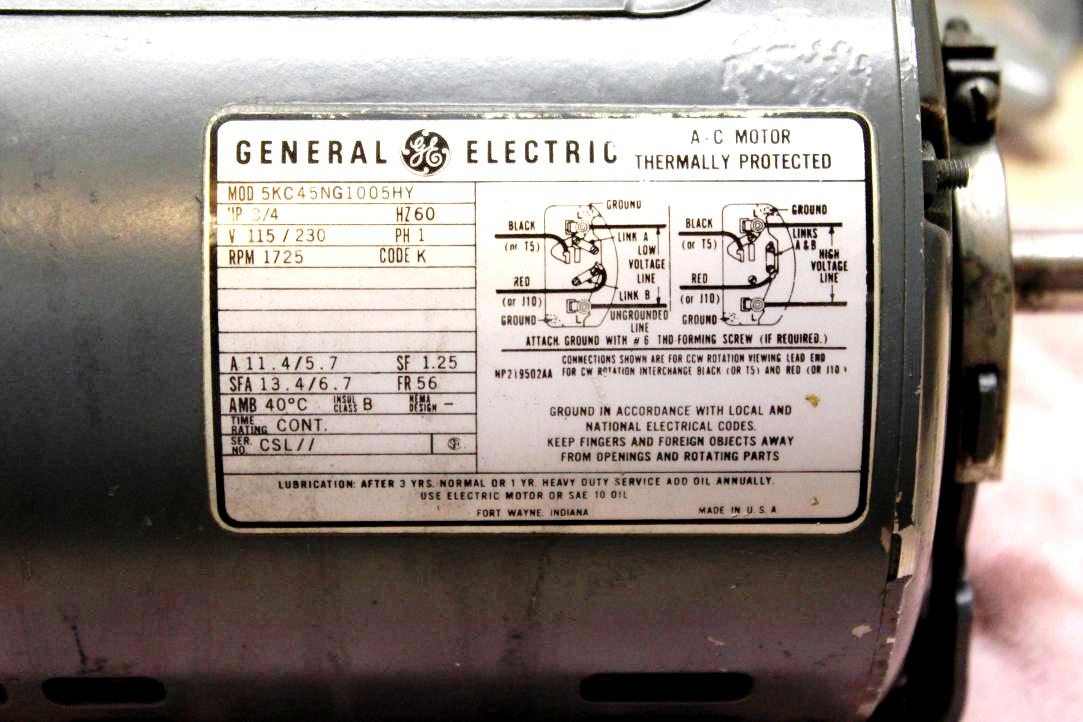 GENERAL GE ELECTRIC
A-C MOTOR
THERMALLY PROTECTED
MOD 5KC45NG1005HY
HP 3/4 HZ 60
V 115/230 PH 1
RPM 1725 CODE K
A 11.4/5.7 SF 1.25
SFA 13.4/6.7 FR 56
AMB 40°C INSUL CLASS B NEMA DESIGN -
TIME RATING CONT.
SER. NO. CSL//
GROUND
BLACK
(or T5)
LINK A
LOW VOLTAGE LINE
RED
(or J10)
LINK B
GROUND
L
UNGROUNDED LINE
GROUND
BLACK
(or T5)
LINKS A & B
HIGH VOLTAGE LINE
RED
(or J10)
GROUND
L
ATTACH GROUND WITH #6 THD-FORMING SCREW (IF REQUIRED.)
CONNECTIONS SHOWN ARE FOR CCW ROTATION VIEWING LEAD END
NP219502AA FOR CW ROTATION INTERCHANGE BLACK (OR T5) AND RED (OR J10)
GROUND IN ACCORDANCE WITH LOCAL AND
NATIONAL ELECTRICAL CODES.
KEEP FINGERS AND FOREIGN OBJECTS AWAY
FROM OPENINGS AND ROTATING PARTS
LUBRICATION: AFTER 3 YRS. NORMAL OR 1 YR. HEAVY DUTY SERVICE ADD OIL ANNUALLY.
USE ELECTRIC MOTOR OR SAE 10 OIL
FORT WAYNE, INDIANA MADE IN U.S.A